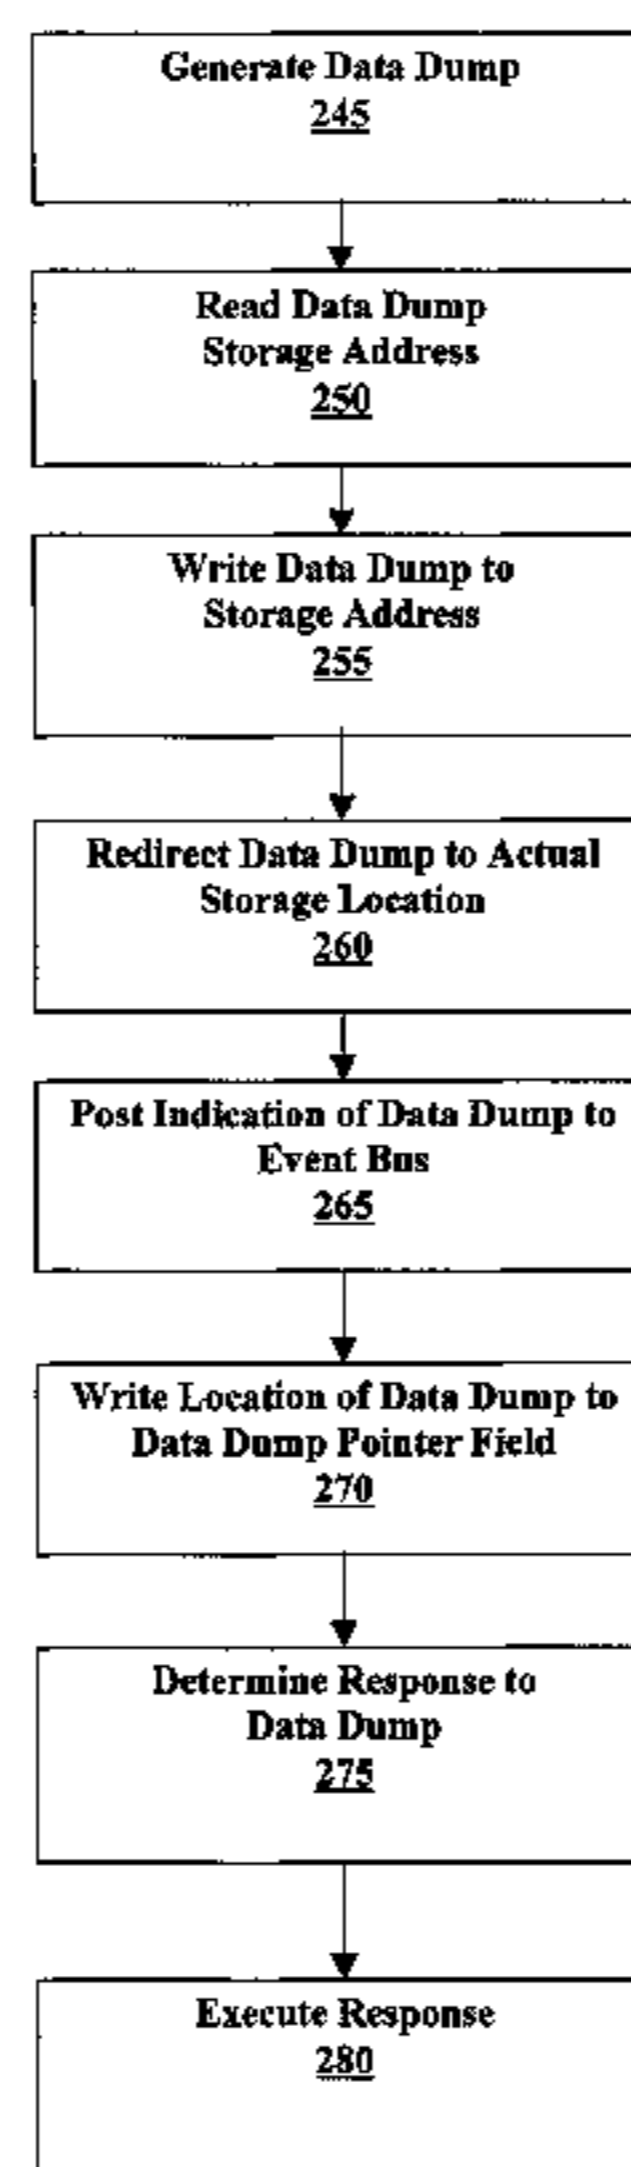 Generate Data Dump
245
Read Data Dump
Storage Address
250
Write Data Dump to
Storage Address
255
Redirect Data Dump to Actual
Storage Location
260
Post Indication of Data Dump to
Event Bus
265
Write Location of Data Dump to
Data Dump Pointer Field
270
Determine Response to
Data Dump
275
Execute Response
280